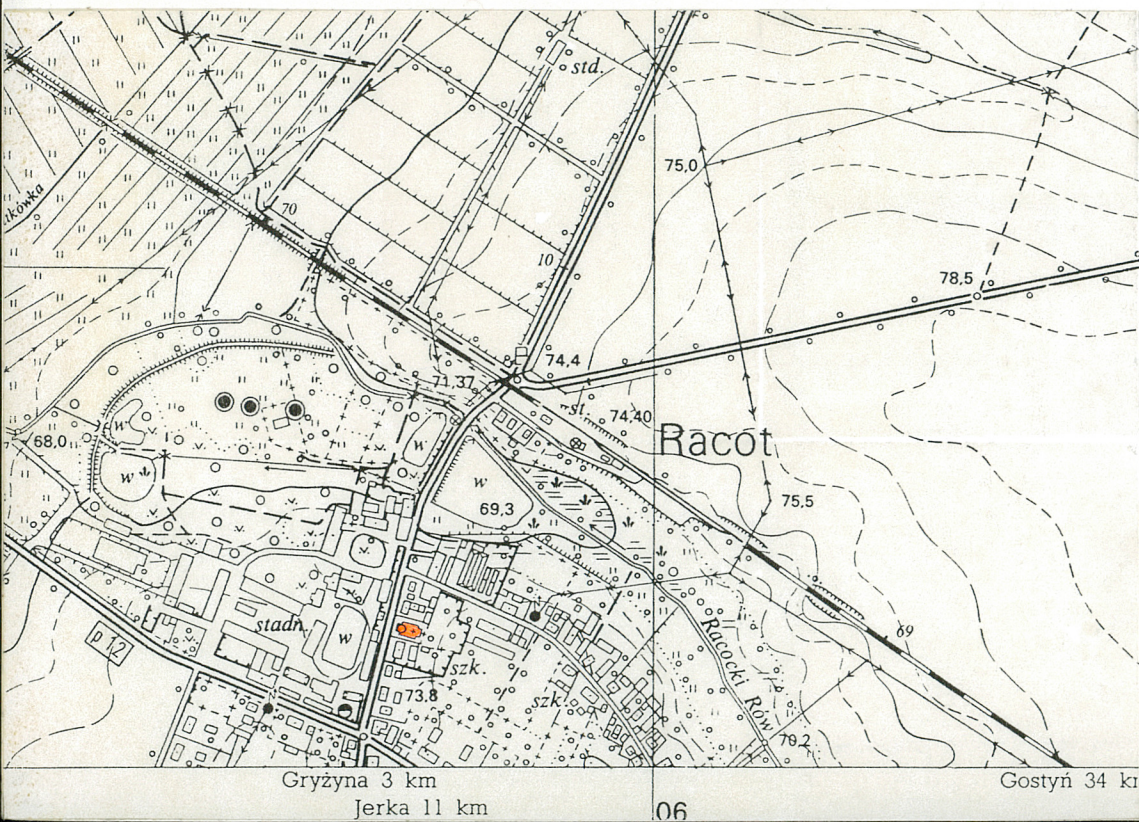 std.
75,0
70
10
78,5
74,4
71,37
st.
74,40
Racot
68,0
w
w
w
w
69,3
75,5
stadn.
w
szk.
69
p 12
73,8
szk.
Racocki Rów
70,2
Gryżyna 3 km
Gostyń 34 km
Jerka 11 km
06